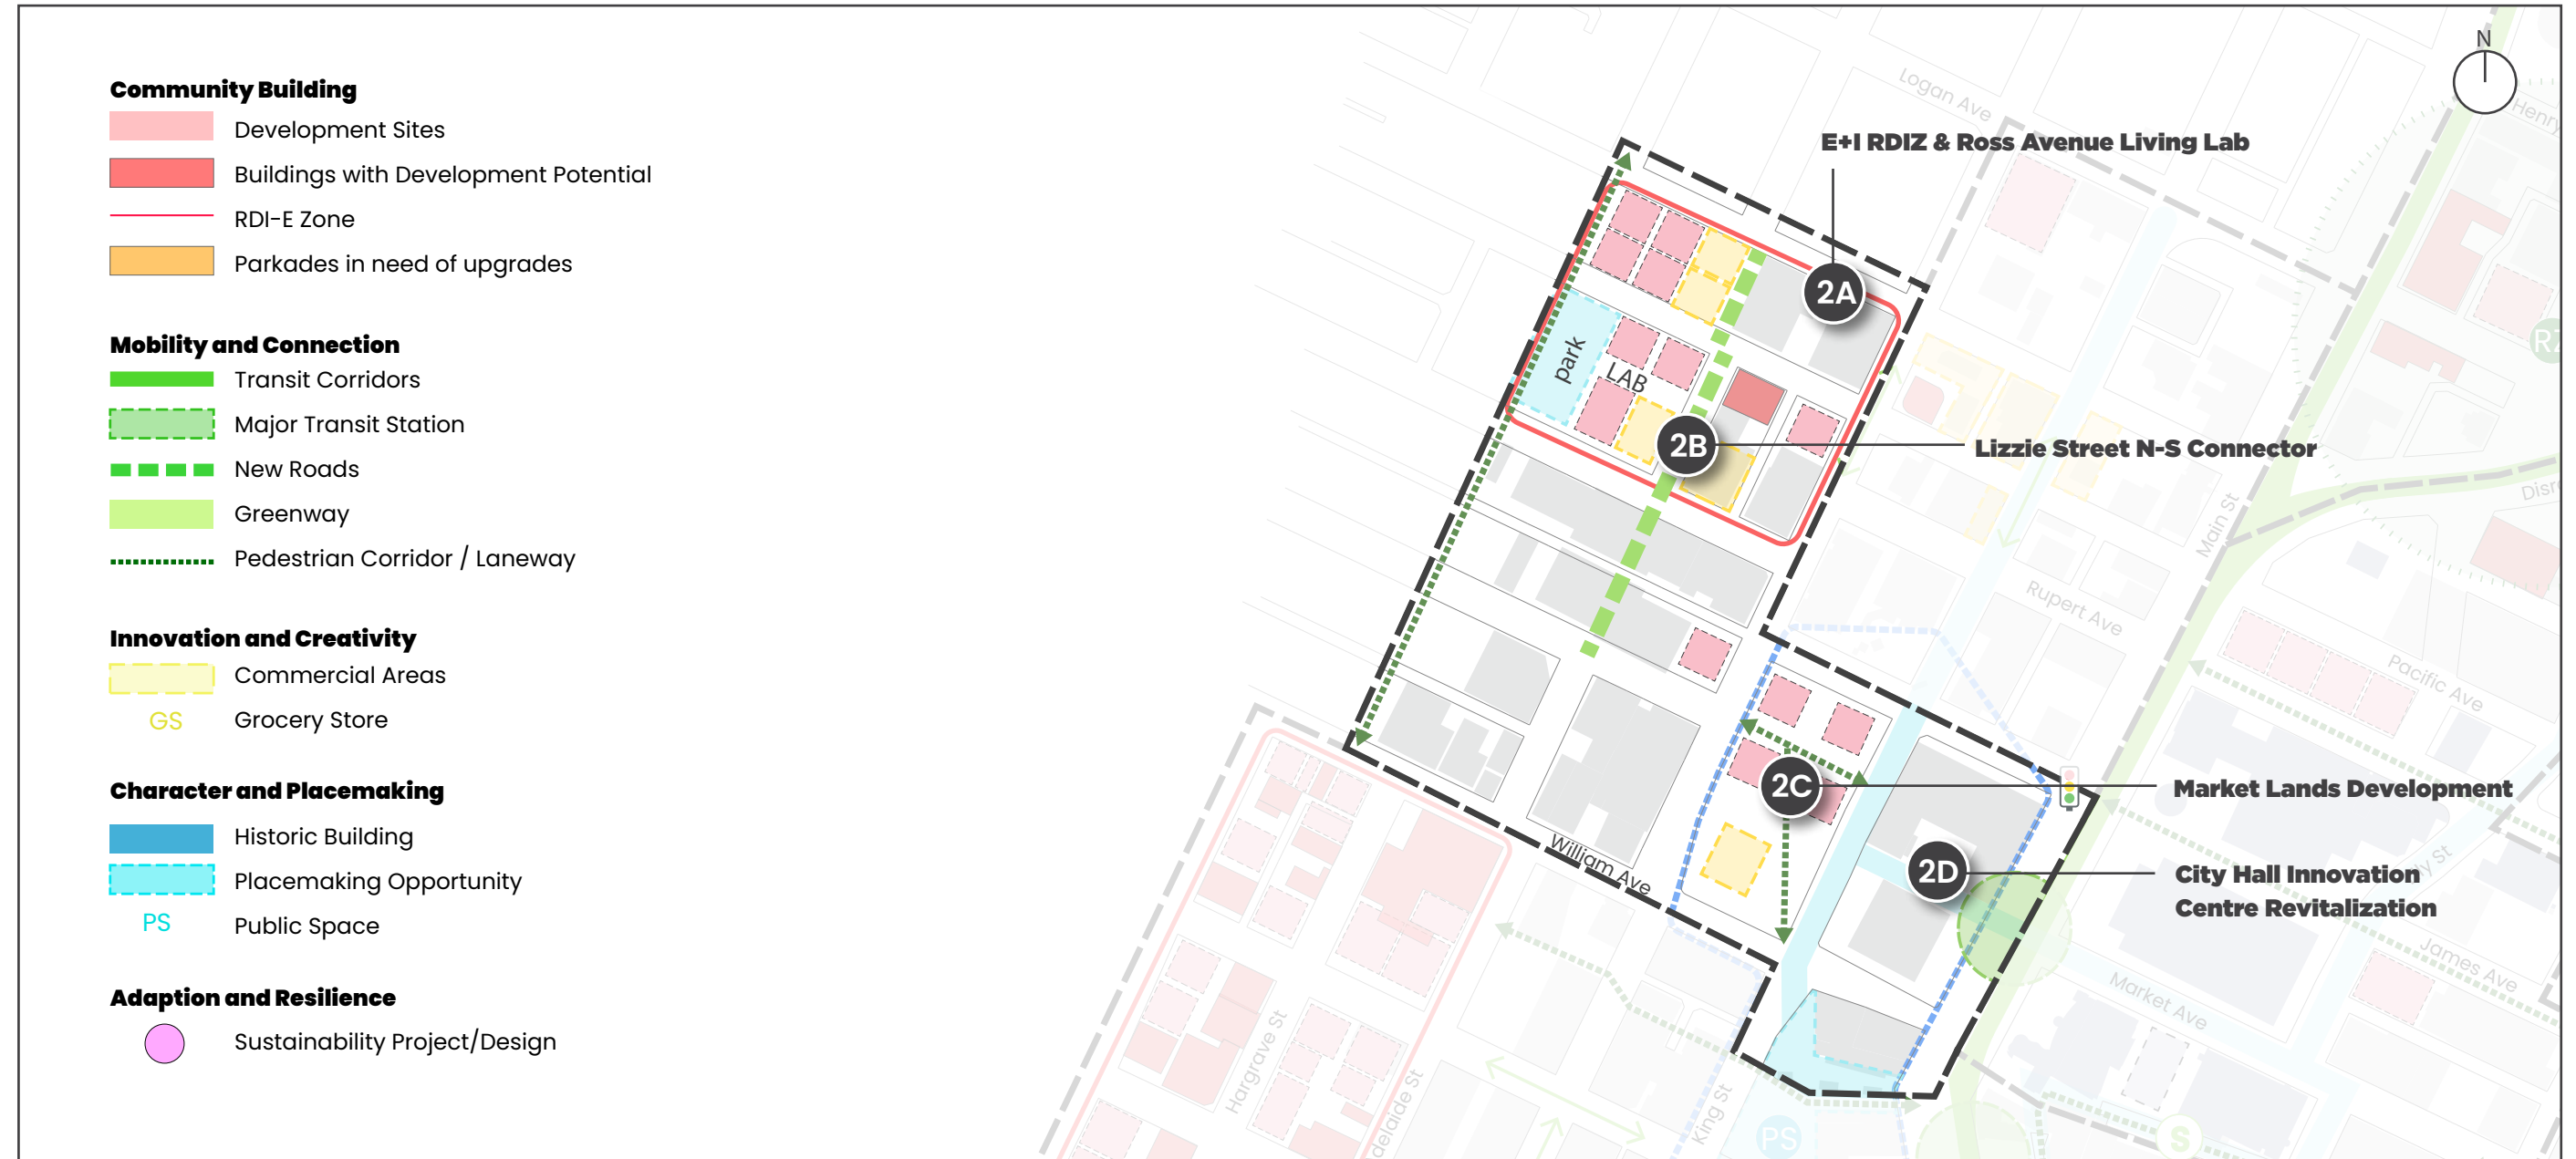 Community Building
Development Sites
Buildings with Development Potential
RDI-E Zone
Parkades in need of upgrades
Mobility and Connection
Transit Corridors
Major Transit Station
New Roads
Greenway
Pedestrian Corridor / Laneway
Innovation and Creativity
Commercial Areas
GS Grocery Store
Character and Placemaking
Historic Building
Placemaking Opportunity
PS Public Space
Adaption and Resilience
Sustainability Project/Design
N
Logan Ave
Henry
E+I RDIZ & Ross Avenue Living Lab
2A
park
LAB
2B
Lizzie Street N-S Connector
Main St
Rupert Ave
Pacific Ave
2C
Market Lands Development
William Ave
2D
City Hall Innovation
Centre Revitalization
James Ave
Market Ave
Hargrave St
King St
PS
S